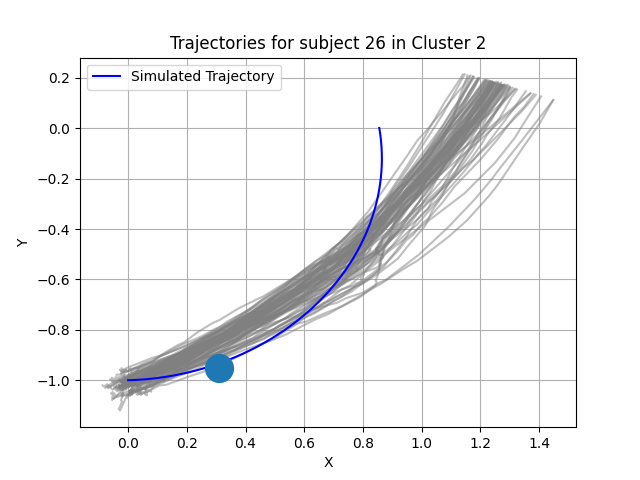 Trajectories for subject 26 in Cluster 2
Simulated Trajectory
0.2
0.0
−0.2
−0.4
−0.6
−0.8
−1.0
Y
0.0 0.2 0.4 0.6 0.8 1.0 1.2 1.4
X